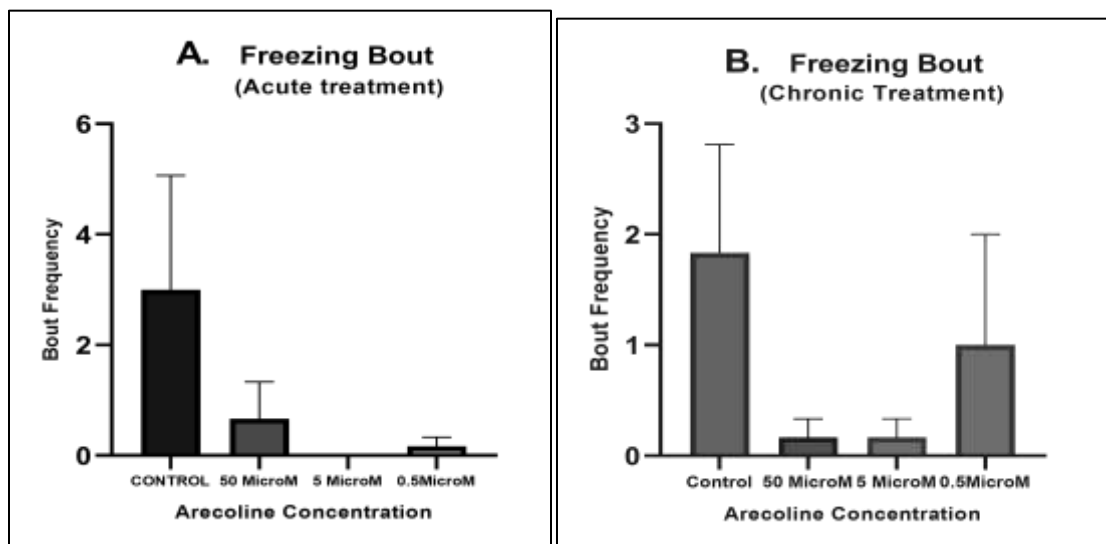 A. Freezing Bout
(Acute treatment)
6
4
2
0
Bout Frequency
CONTROL 50 MicroM 5 MicroM 0.5MicroM
Arecoline Concentration
B. Freezing Bout
(Chronic Treatment)
3
2
1
0
Bout Frequency
Control 50 MicroM 5 MicroM 0.5MicroM
Arecoline Concentration